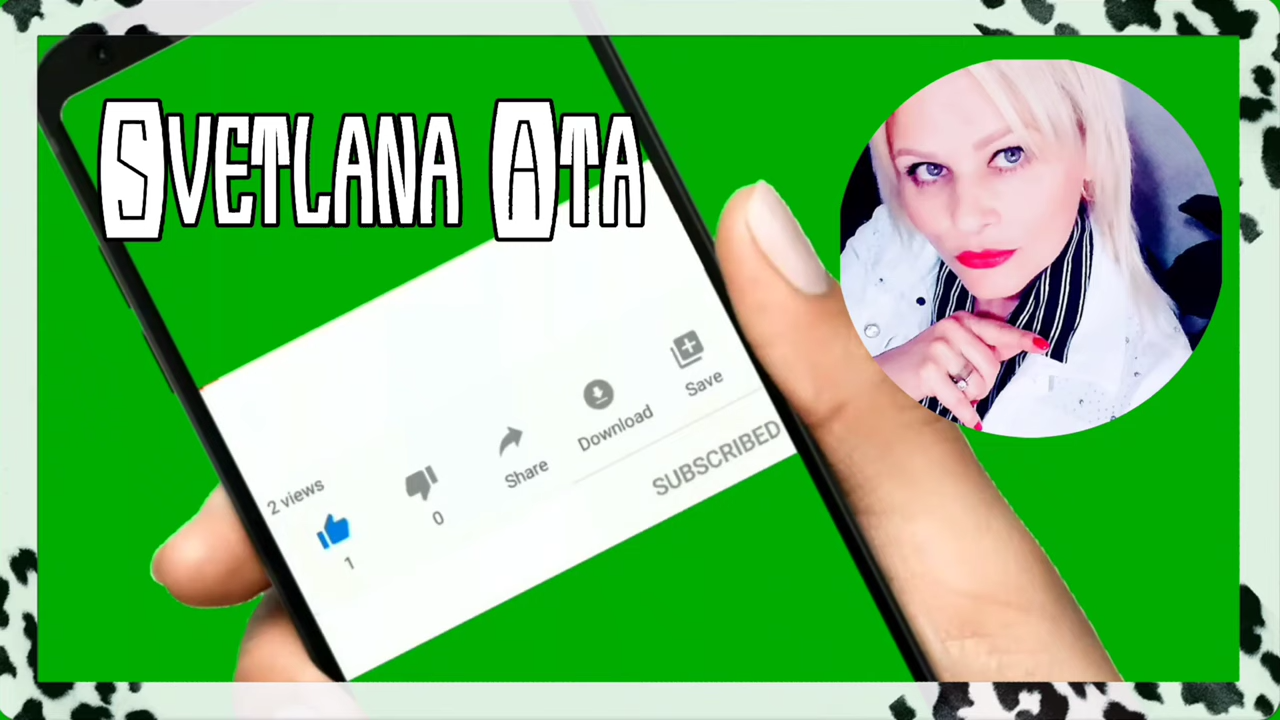 Svetlana Ata
2 views
1
0
Share
Download
Save
SUBSCRIBED